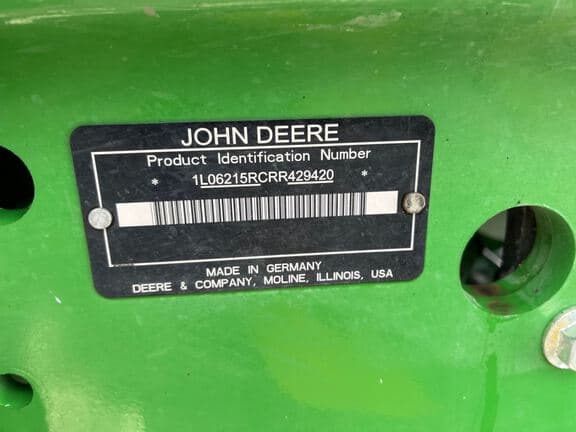 JOHN DEERE
Product Identification Number
* 1L06215RCRR429420 *
MADE IN GERMANY
DEERE & COMPANY, MOLINE, ILLINOIS, USA